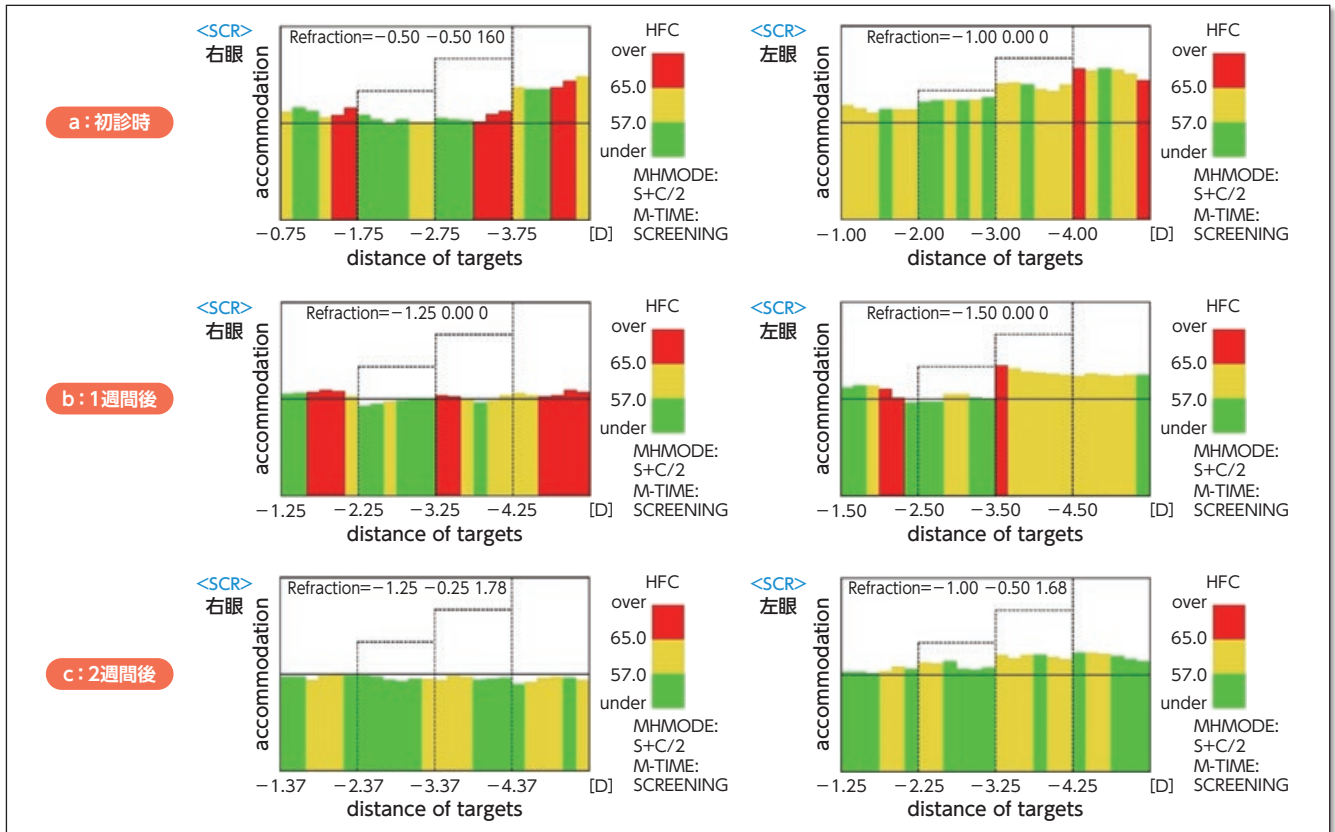 <SCR>
右眼
accommodation
Refraction=−0.50 −0.50 160
HFC
over
65.0
57.0
under
MHMODE:
S+C/2
M-TIME:
SCREENING
−0.75 −1.75 −2.75 −3.75 [D]
distance of targets
<SCR>
左眼
accommodation
Refraction=−1.00 0.00 0
HFC
over
65.0
57.0
under
MHMODE:
S+C/2
M-TIME:
SCREENING
−1.00 −2.00 −3.00 −4.00 [D]
distance of targets
a:初診時
<SCR>
右眼
accommodation
Refraction=−1.25 0.00 0
HFC
over
65.0
57.0
under
MHMODE:
S+C/2
M-TIME:
SCREENING
−1.25 −2.25 −3.25 −4.25 [D]
distance of targets
<SCR>
左眼
accommodation
Refraction=−1.50 0.00 0
HFC
over
65.0
57.0
under
MHMODE:
S+C/2
M-TIME:
SCREENING
−1.50 −2.50 −3.50 −4.50 [D]
distance of targets
b:1週間後
<SCR>
右眼
accommodation
Refraction=−1.25 −0.25 1.78
HFC
over
65.0
57.0
under
MHMODE:
S+C/2
M-TIME:
SCREENING
−1.37 −2.37 −3.37 −4.37 [D]
distance of targets
<SCR>
左眼
accommodation
Refraction=−1.00 −0.50 1.68
HFC
over
65.0
57.0
under
MHMODE:
S+C/2
M-TIME:
SCREENING
−1.25 −2.25 −3.25 −4.25 [D]
distance of targets
c:2週間後